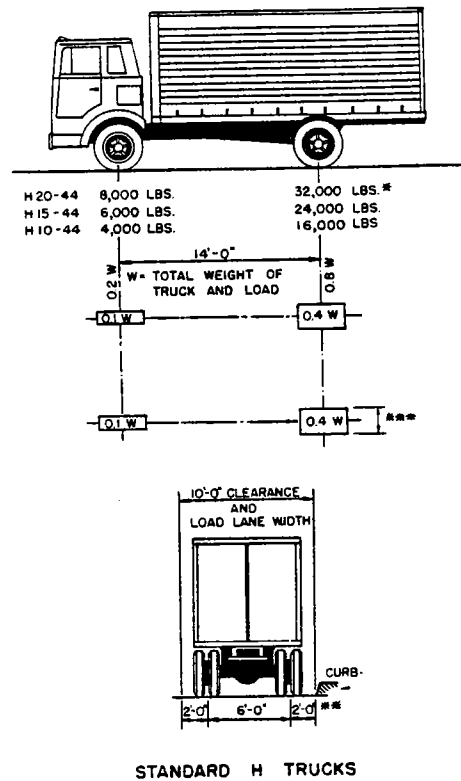 H 20-44 8,000 LBS. 32,000 LBS.*
H 15-44 6,000 LBS. 24,000 LBS.
H 10-44 4,000 LBS. 16,000 LBS
14'-0"
0.2 W
W= TOTAL WEIGHT OF
TRUCK AND LOAD
0.8 W
0.1 W 0.4 W
0.1 W 0.4 W ***
10'-0" CLEARANCE
AND
LOAD LANE WIDTH
CURB
2'-0" 6'-0" 2'-0" **
STANDARD H TRUCKS